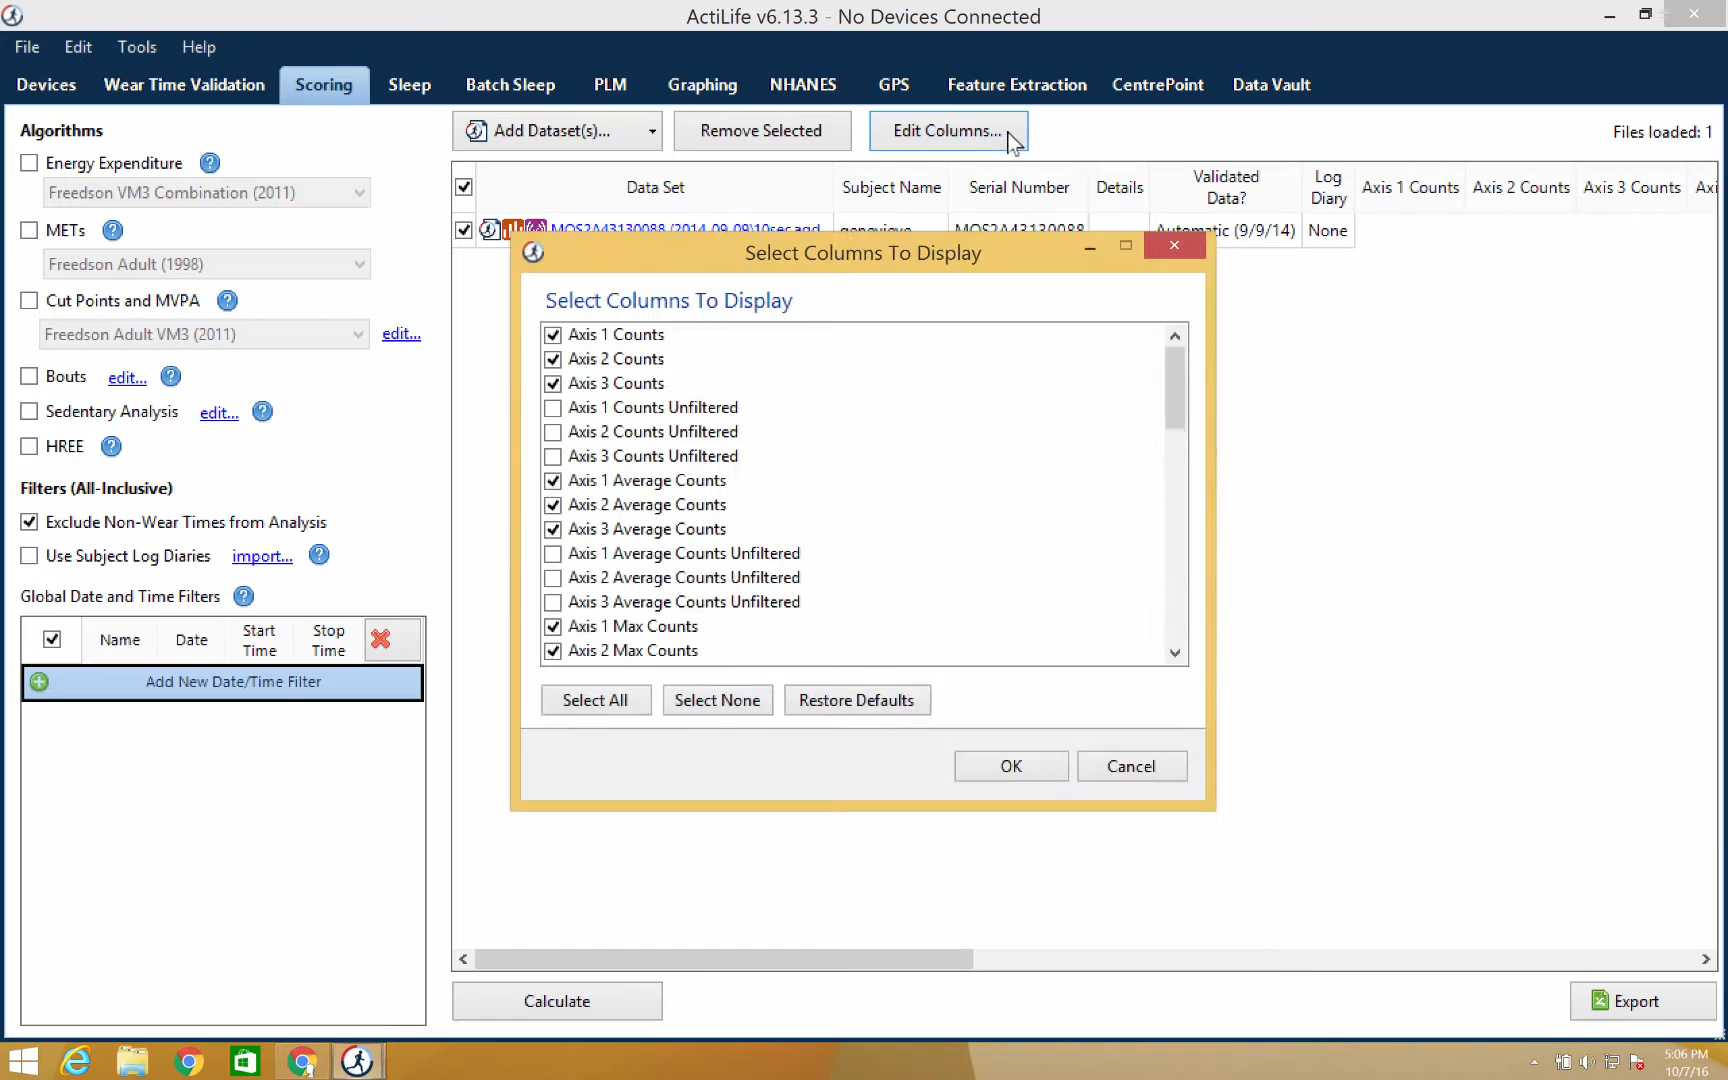 ActiLife v6.13.3 - No Devices Connected
File Edit Tools Help
Devices Wear Time Validation Scoring Sleep Batch Sleep PLM Graphing NHANES GPS Feature Extraction CentrePoint Data Vault
Algorithms
Energy Expenditure
Freedson VM3 Combination (2011)
METs
Freedson Adult (1998)
Cut Points and MVPA
Freedson Adult VM3 (2011) edit...
Bouts edit...
Sedentary Analysis edit...
HREE
Filters (All-Inclusive)
Exclude Non-Wear Times from Analysis
Use Subject Log Diaries import...
Global Date and Time Filters
Name Date Start Time Stop Time
Add New Date/Time Filter
Add Dataset(s)... Remove Selected Edit Columns... Files loaded: 1
Data Set Subject Name Serial Number Details Validated Data? Log Diary Axis 1 Counts Axis 2 Counts Axis 3 Counts Axi
MOS2A43130088 (2014-09-09)10sec.agd genevieve MOS2A43130088 Automatic (9/9/14) None
Select Columns To Display
Select Columns To Display
Axis 1 Counts
Axis 2 Counts
Axis 3 Counts
Axis 1 Counts Unfiltered
Axis 2 Counts Unfiltered
Axis 3 Counts Unfiltered
Axis 1 Average Counts
Axis 2 Average Counts
Axis 3 Average Counts
Axis 1 Average Counts Unfiltered
Axis 2 Average Counts Unfiltered
Axis 3 Average Counts Unfiltered
Axis 1 Max Counts
Axis 2 Max Counts
Select All Select None Restore Defaults
OK Cancel
Calculate Export
5:06 PM
10/7/16